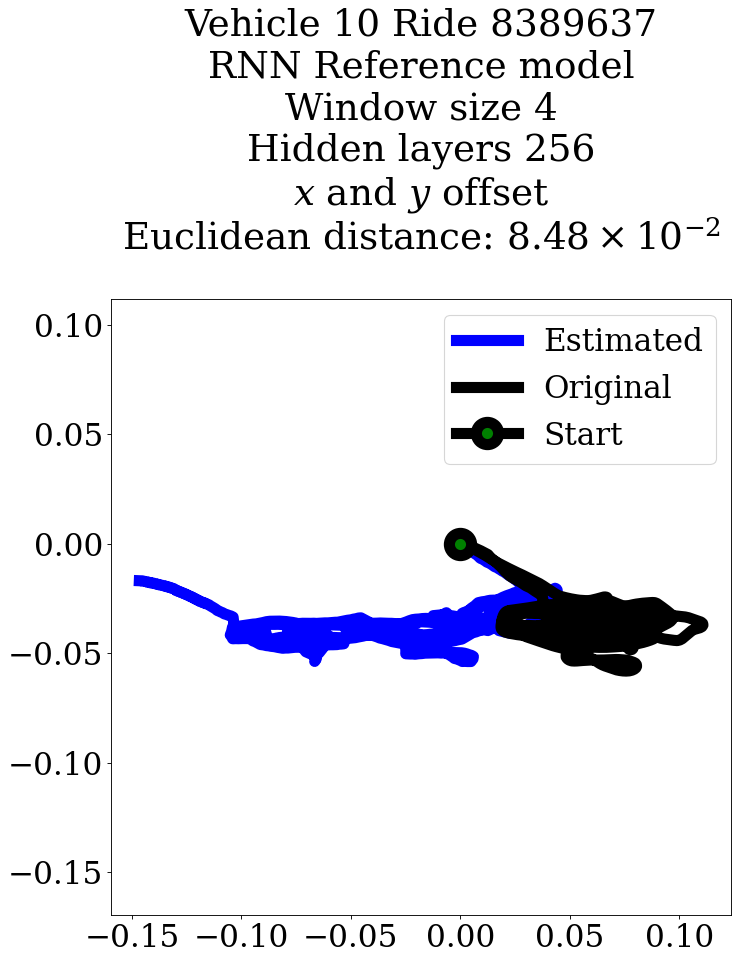 Vehicle 10 Ride 8389637
RNN Reference model
Window size 4
Hidden layers 256
x and y offset
Euclidean distance: 8.48 × 10⁻²
Estimated
Original
Start
0.10
0.05
0.00
−0.05
−0.10
−0.15
−0.15 −0.10 −0.05 0.00 0.05 0.10